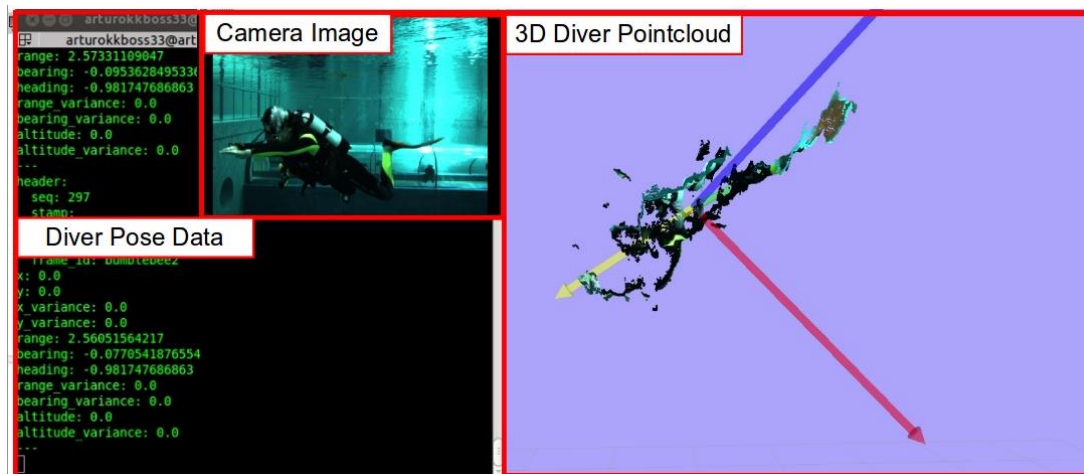 arturokkboss33
arturokkboss33@art
range: 2.57331109047
bearing: -0.095362849533
heading: -0.981747686863
range_variance: 0.0
bearing_variance: 0.0
altitude: 0.0
altitude_variance: 0.0
---
header:
seq: 297
stamp:
Camera Image
3D Diver Pointcloud
Diver Pose Data
frame_id: bumblebee2
x: 0.0
y: 0.0
x_variance: 0.0
y_variance: 0.0
range: 2.56051564217
bearing: -0.0770541876554
heading: -0.981747686863
range_variance: 0.0
bearing_variance: 0.0
altitude: 0.0
altitude_variance: 0.0
---